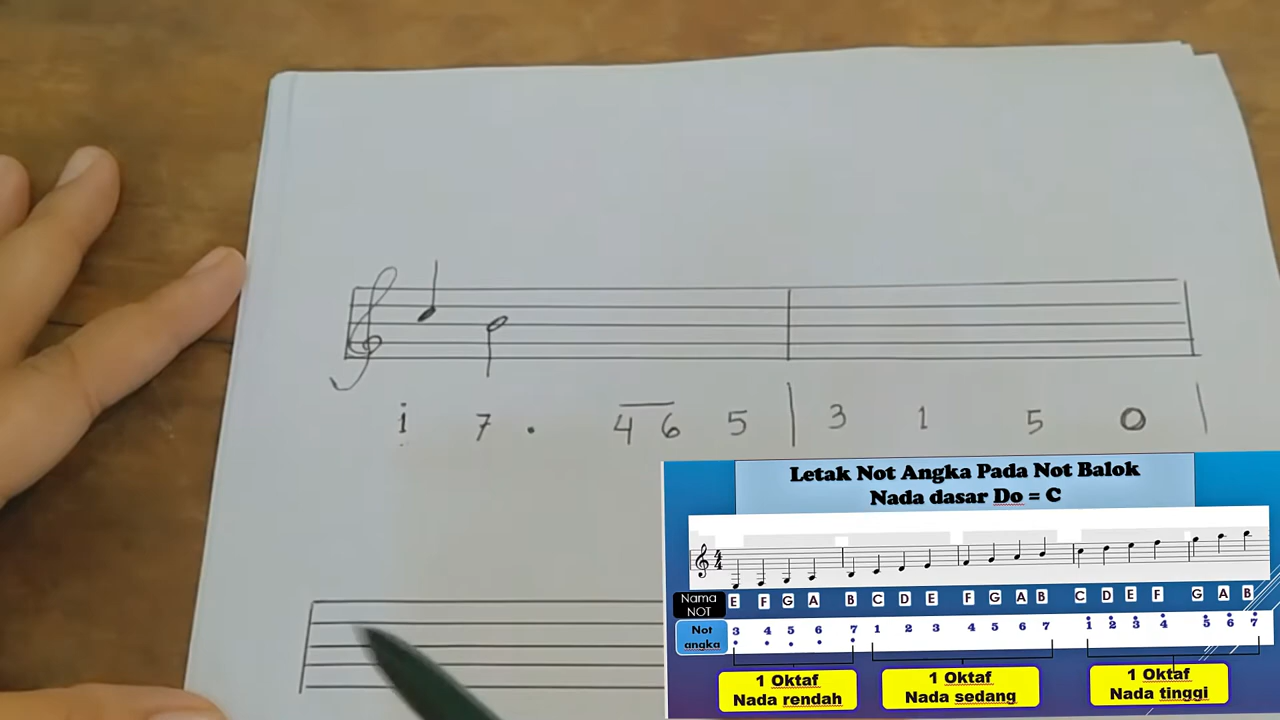 i 7 . 4 6 5 | 3 1 5 0 |
Letak Not Angka Pada Not Balok
Nada dasar Do = C
4
4
Nama NOT E F G A B C D E F G A B C D E F G A B
Not angka 3 4 5 6 7 1 2 3 4 5 6 7 1 2 3 4 5 6 7
1 Oktaf 1 Oktaf 1 Oktaf
Nada rendah Nada sedang Nada tinggi